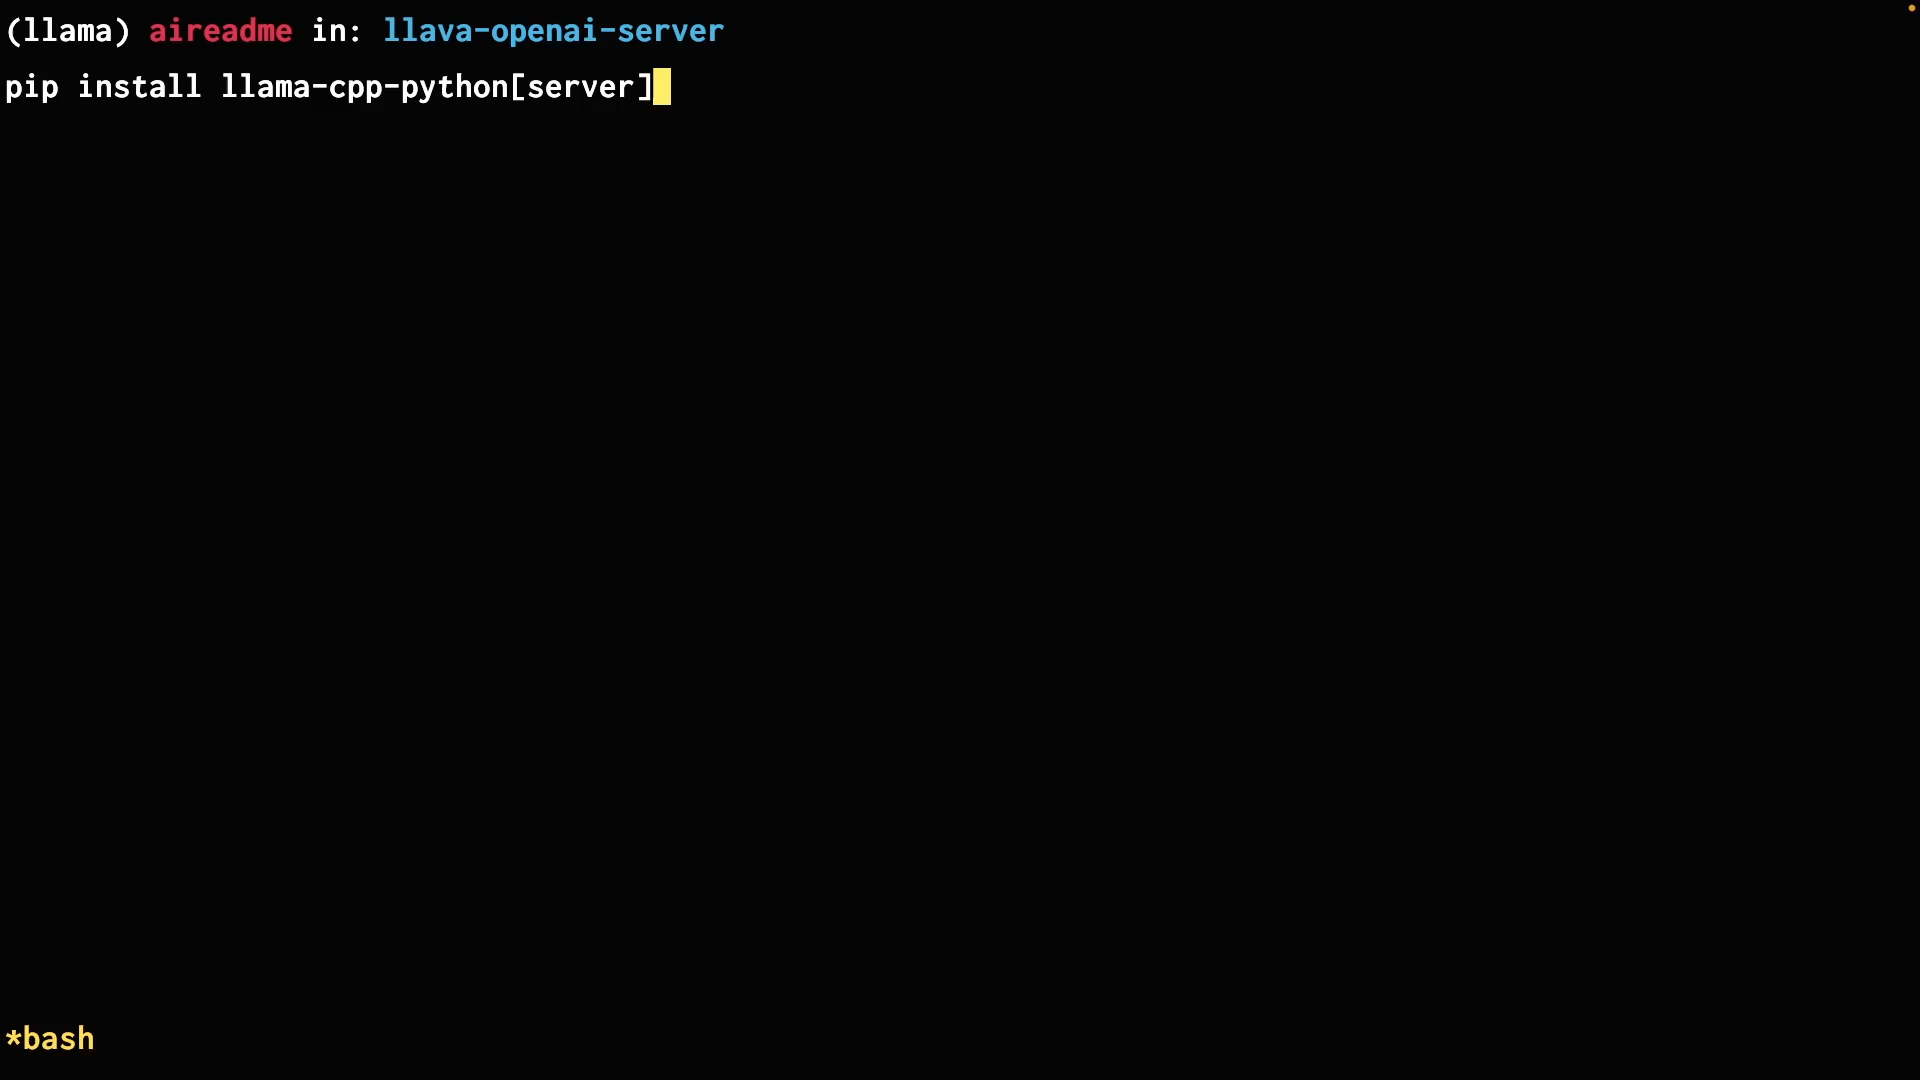 (llama) aireadme in: llava-openai-server
pip install llama-cpp-python[server]
*bash